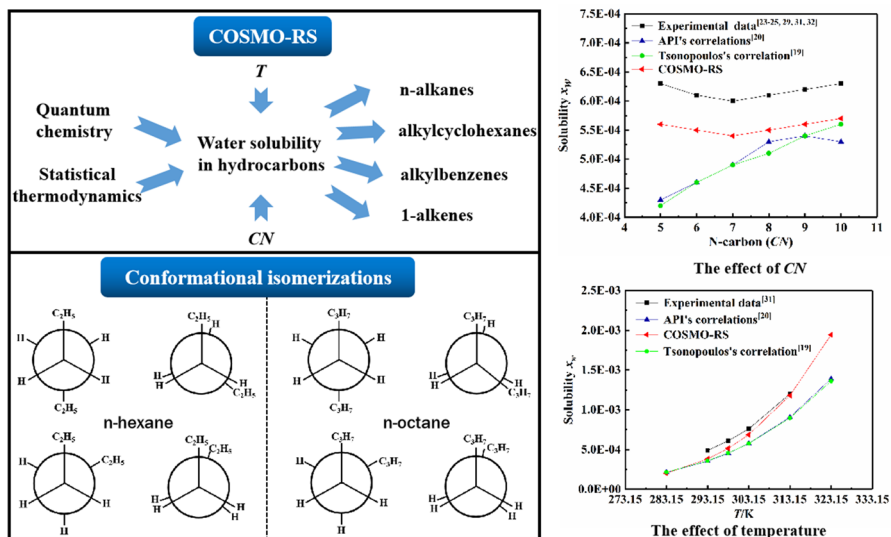 COSMO-RS
T
Quantum
chemistry
Statistical
thermodynamics
Water solubility
in hydrocarbons
CN
n-alkanes
alkylcyclohexanes
alkylbenzenes
1-alkenes
Conformational isomerizations
C₂H₅
H
H
H
H
C₂H₅
C₂H₅
H
H
H
H
C₂H₅
C₃H₇
H
H
H
H
C₃H₇
C₃H₇
H
H
H
H
C₃H₇
n-hexane
n-octane
C₂H₅
H
C₂H₅
H
H
H
C₂H₅
C₂H₅
H
H
H
H
C₃H₇
H
C₃H₇
H
H
H
C₃H₇
C₃H₇
H
H
H
H
Solubility xw
7.5E-04
7.0E-04
6.5E-04
6.0E-04
5.5E-04
5.0E-04
4.5E-04
4.0E-04
Experimental data[23-25, 29, 31, 32]
API's correlations[20]
Tsonopoulos's correlation[19]
COSMO-RS
4 5 6 7 8 9 10 11
N-carbon (CN)
The effect of CN
Solubility xw
2.5E-03
2.0E-03
1.5E-03
1.0E-03
5.0E-04
0.0E+00
Experimental data[31]
API's correlations[20]
COSMO-RS
Tsonopoulos's correlation[19]
273.15 283.15 293.15 303.15 313.15 323.15 333.15
T/K
The effect of temperature